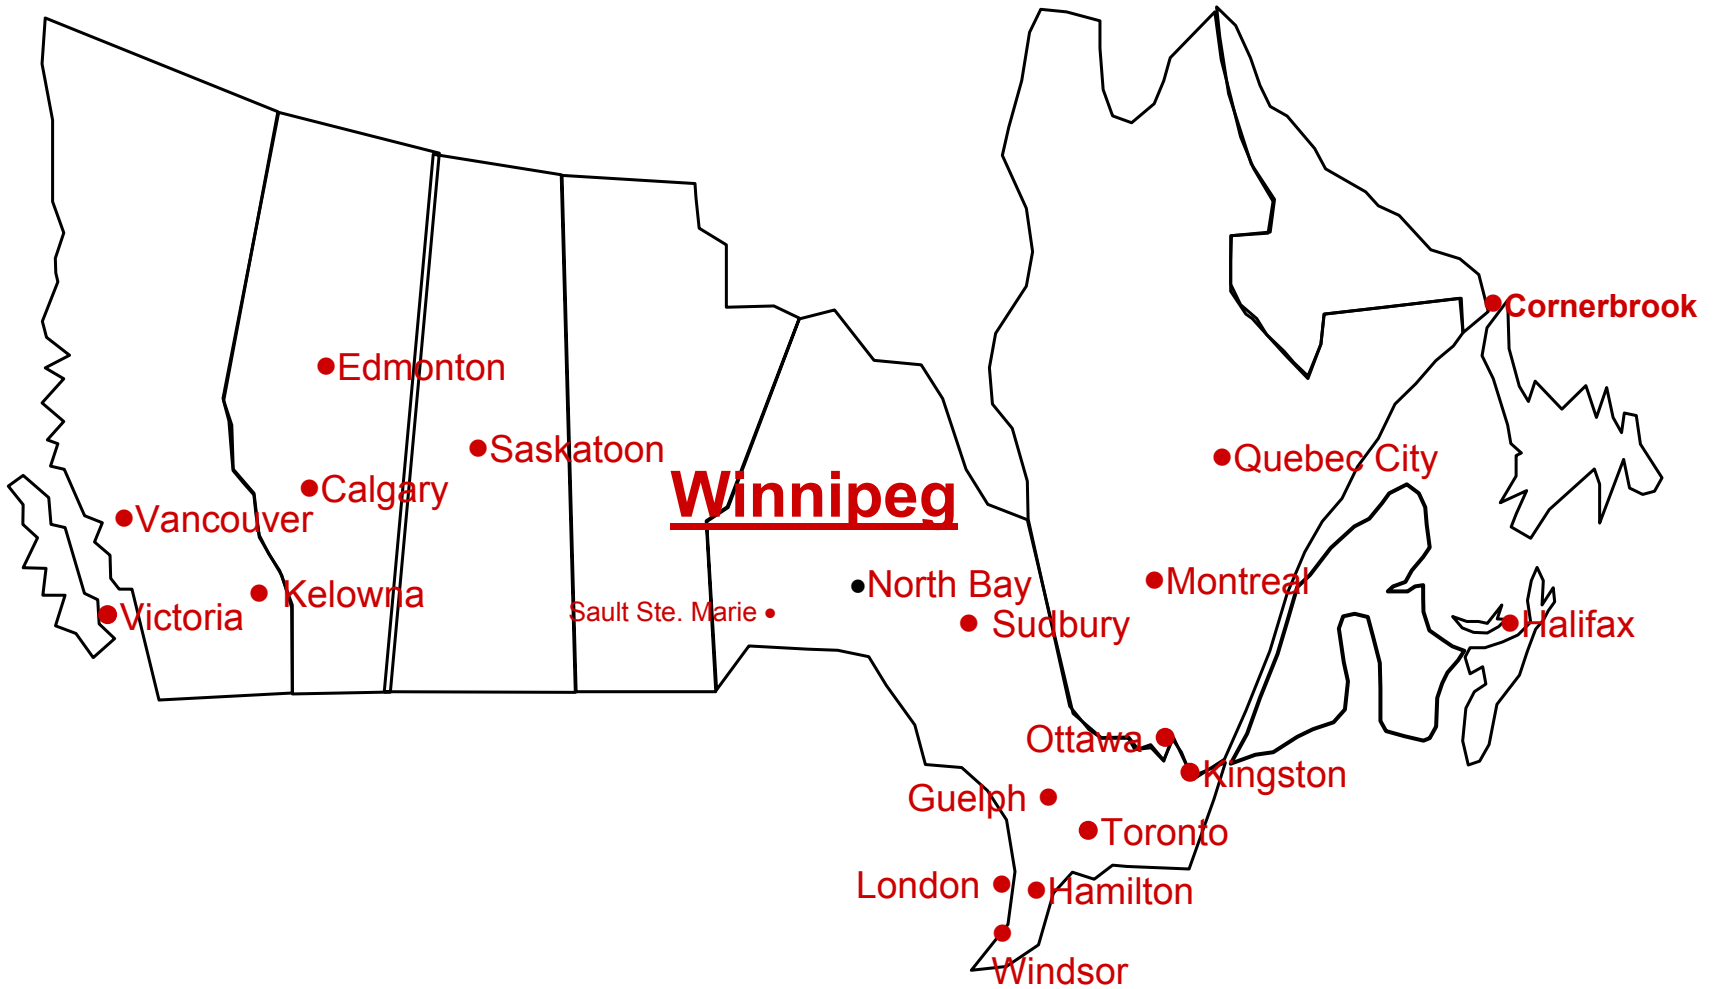 Cornerbrook
Edmonton
Saskatoon
Quebec City
Calgary
Winnipeg
Vancouver
Montreal
North Bay
Kelowna
Sault Ste. Marie
Victoria
Sudbury
Halifax
Ottawa
Kingston
Guelph
Toronto
London
Hamilton
Windsor